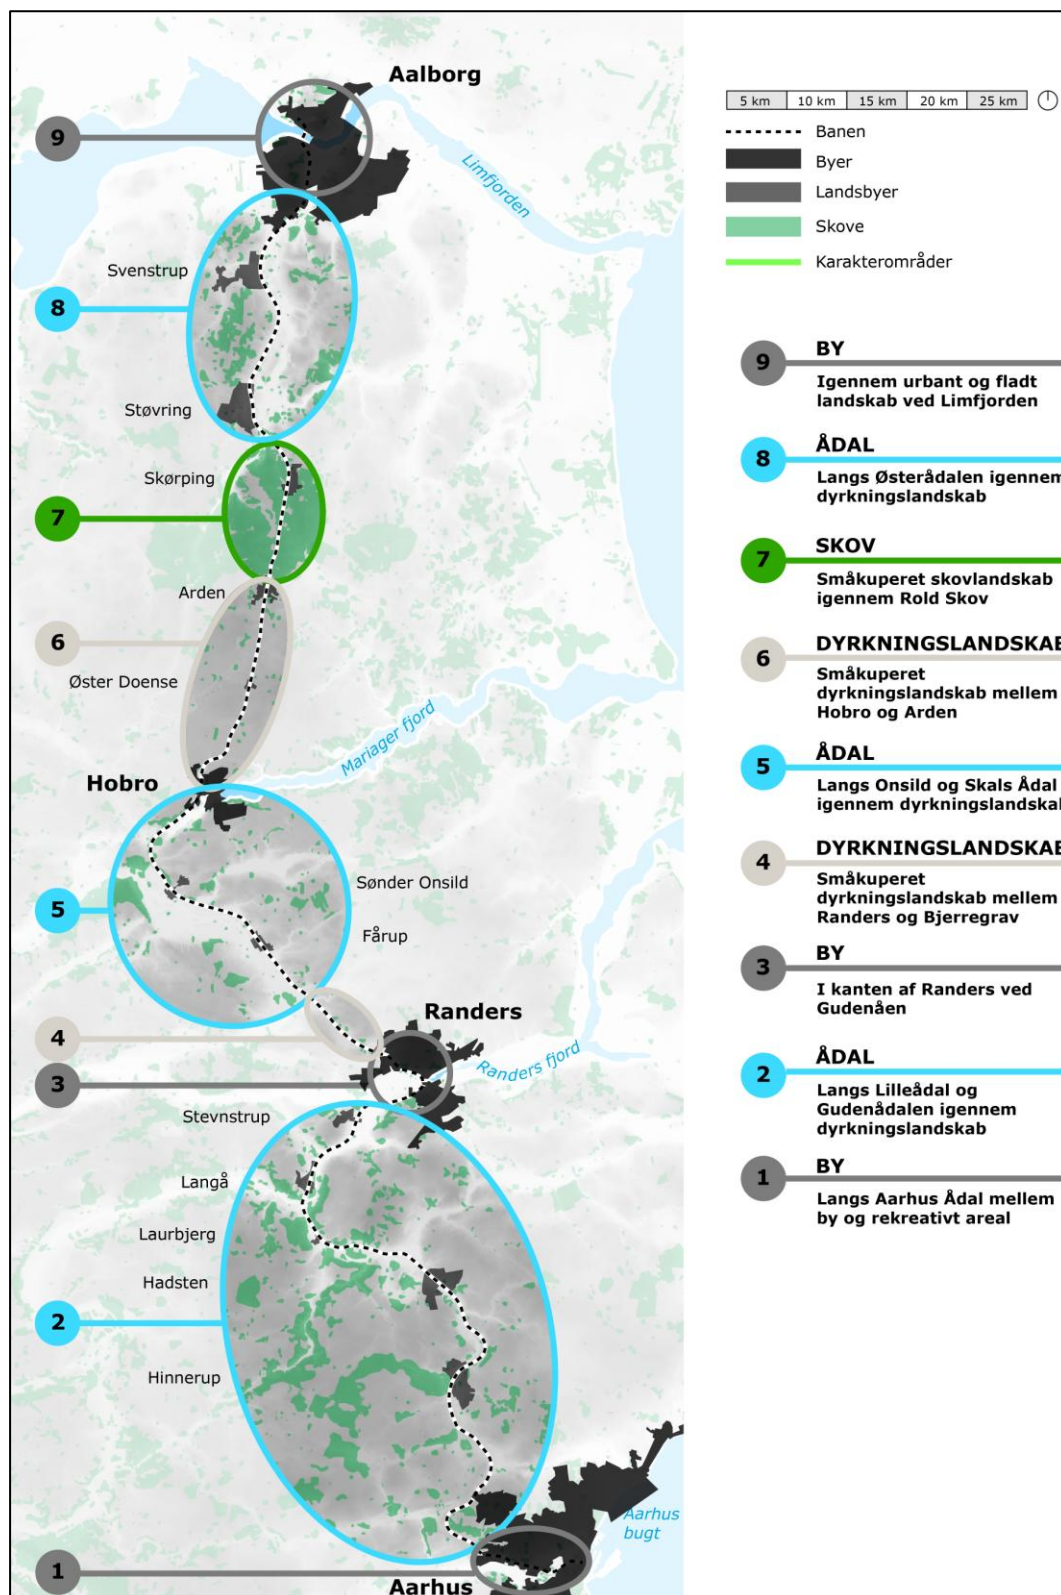 Aalborg
9
Limfjorden
Svenstrup
8
Støvring
Skørping
7
Arden
6
Øster Doense
Mariager fjord
Hobro
Sønder Onsild
5
Fårup
Randers
4
Randers fjord
3
Stevnstrup
Langå
Laurbjerg
Hadsten
2
Hinnerup
Aarhus
bugt
1
Aarhus
5 km 10 km 15 km 20 km 25 km
Banen
Byer
Landsbyer
Skove
Karakterområder
9 BY
Igennem urbant og fladt
landskab ved Limfjorden
8 ÅDAL
Langs Østerådalen igennem
dyrkningslandskab
7 SKOV
Småkuperet skovlandskab
igennem Rold Skov
6 DYRKNINGSLANDSKAB
Småkuperet
dyrkningslandskab mellem
Hobro og Arden
5 ÅDAL
Langs Onsild og Skals Ådal
igennem dyrkningslandskab
4 DYRKNINGSLANDSKAB
Småkuperet
dyrkningslandskab mellem
Randers og Bjerregrav
3 BY
I kanten af Randers ved
Gudenåen
2 ÅDAL
Langs Lilleådal og
Gudenådalen igennem
dyrkningslandskab
1 BY
Langs Aarhus Ådal mellem
by og rekreativt areal